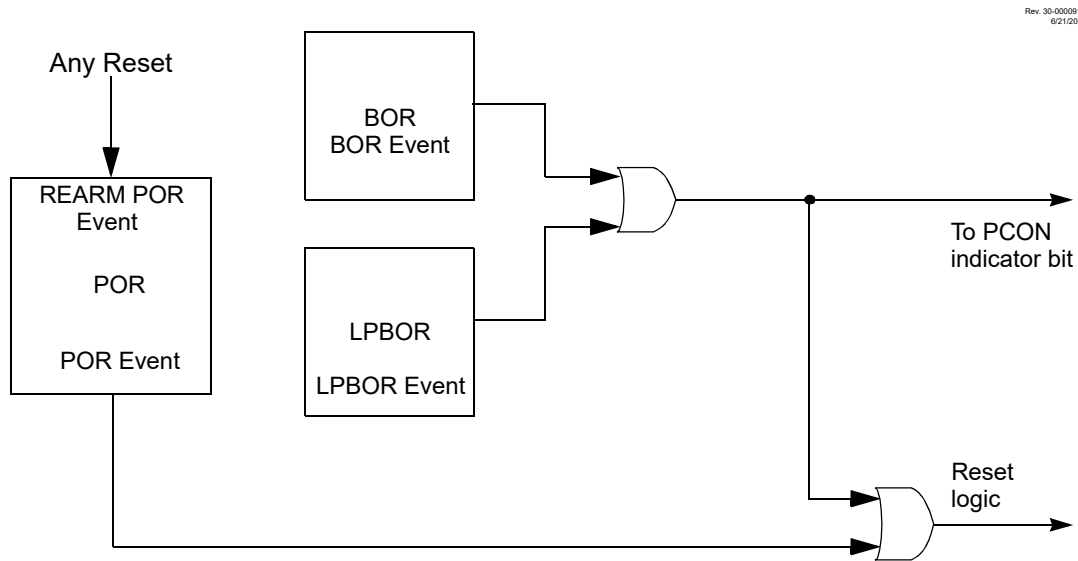 Rev. 30-00009
6/21/20
Any Reset
BOR
BOR Event
REARM POR
Event
POR
POR Event
LPBOR
LPBOR Event
To PCON
indicator bit
Reset
logic